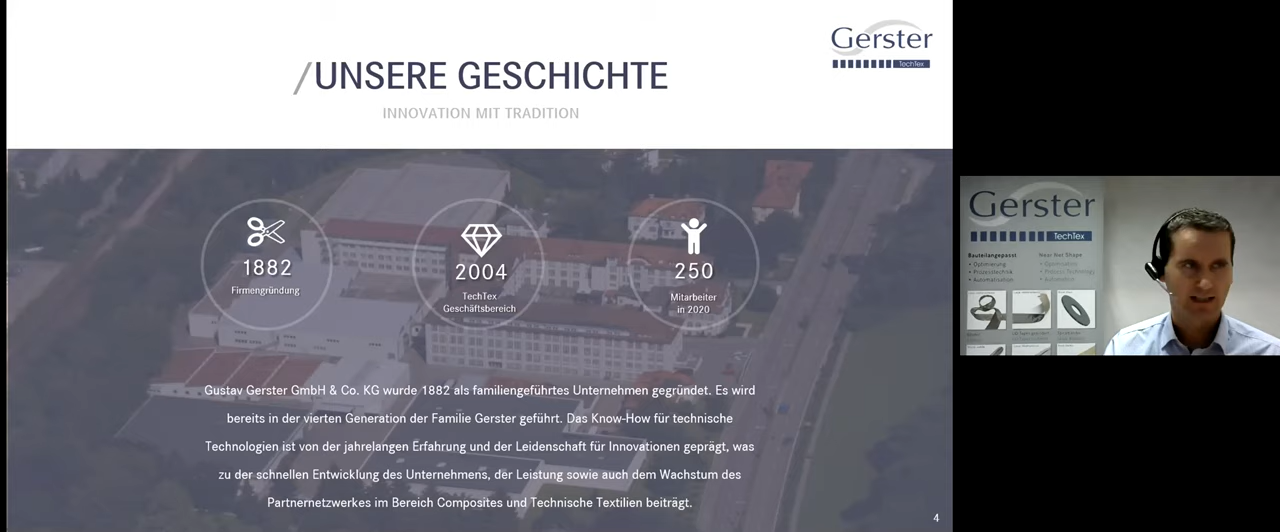 Gerster
TechTex
/UNSERE GESCHICHTE
INNOVATION MIT TRADITION
1882
Firmengründung
2004
TechTex
Geschäftsbereich
250
Mitarbeiter
in 2020
Gustav Gerster GmbH & Co. KG wurde 1882 als familiengeführtes Unternehmen gegründet. Es wird
bereits in der vierten Generation der Familie Gerster geführt. Das Know-How für technische
Technologien ist von der jahrelangen Erfahrung und der Leidenschaft für Innovationen geprägt, was
zu der schnellen Entwicklung des Unternehmens, der Leistung sowie auch dem Wachstum des
Partnernetzwerkes im Bereich Composites und Technische Textilien beiträgt.
4
Gerster
TechTex
Bauteilangepasst
• Optimierung
• Prozesstechnik
• Automatisation
Near Net Shape
• Optimization
• Process Technology
• Automation